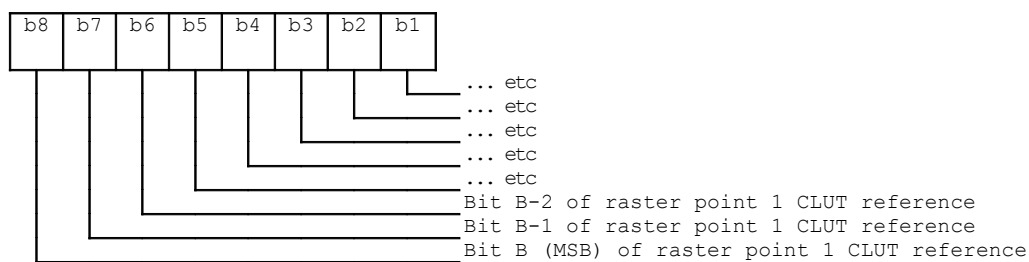 b8 b7 b6 b5 b4 b3 b2 b1
... etc
... etc
... etc
... etc
... etc
Bit B-2 of raster point 1 CLUT reference
Bit B-1 of raster point 1 CLUT reference
Bit B (MSB) of raster point 1 CLUT reference